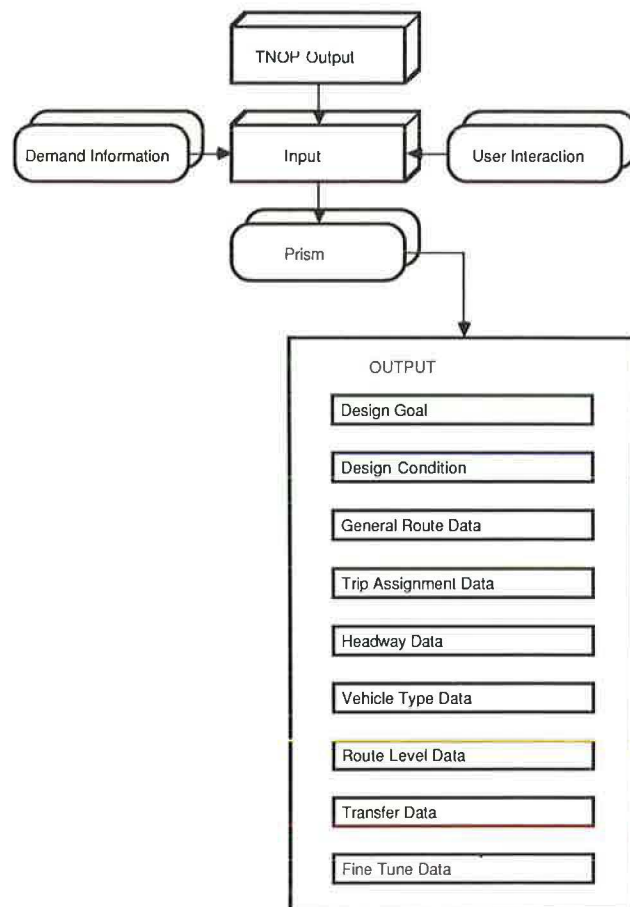 TNOP Output
Demand Information
Input
User Interaction
Prism
OUTPUT
Design Goal
Design Condition
General Route Data
Trip Assignment Data
Headway Data
Vehicle Type Data
Route Level Data
Transfer Data
Fine Tune Data